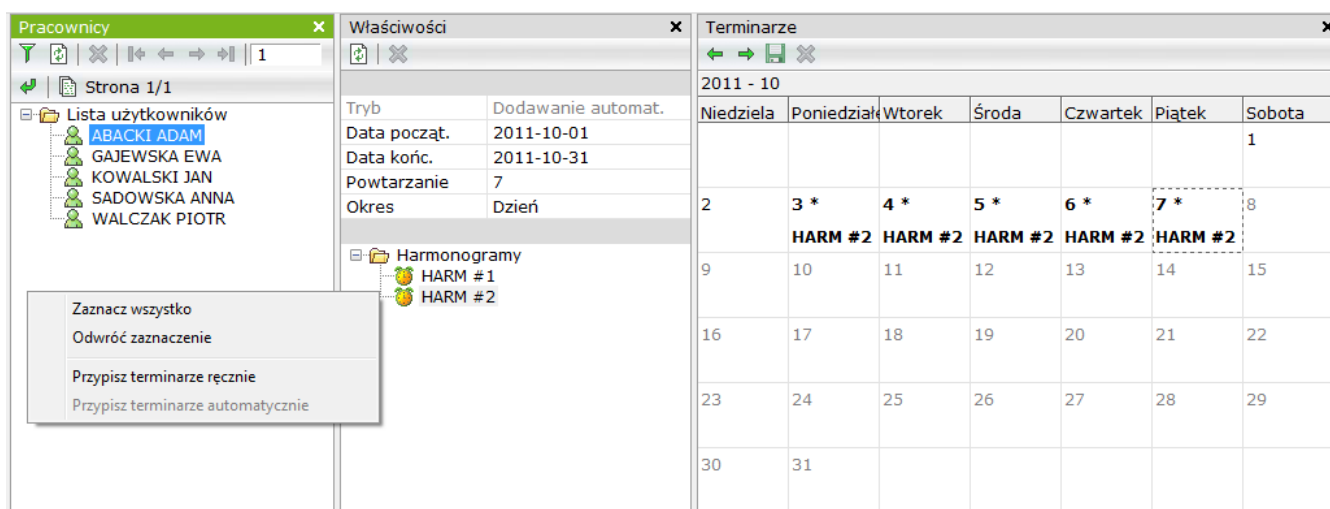 Pracownicy
1
Strona 1/1
Lista użytkowników
ABACKI ADAM
GAJEWSKA EWA
KOWALSKI JAN
SADOWSKA ANNA
WALCZAK PIOTR
Zaznacz wszystko
Odwróć zaznaczenie
Przypisz terminarze ręcznie
Przypisz terminarze automatycznie
Właściwości
Tryb Dodawanie automat.
Data począt. 2011-10-01
Data końc. 2011-10-31
Powtarzanie 7
Okres Dzień
Harmonogramy
HARM #1
HARM #2
Terminarze
2011 - 10
Niedziela Poniedziałe Wtorek Środa Czwartek Piątek Sobota
1
2 3 * 4 * 5 * 6 * 7 * 8
HARM #2 HARM #2 HARM #2 HARM #2 HARM #2
9 10 11 12 13 14 15
16 17 18 19 20 21 22
23 24 25 26 27 28 29
30 31